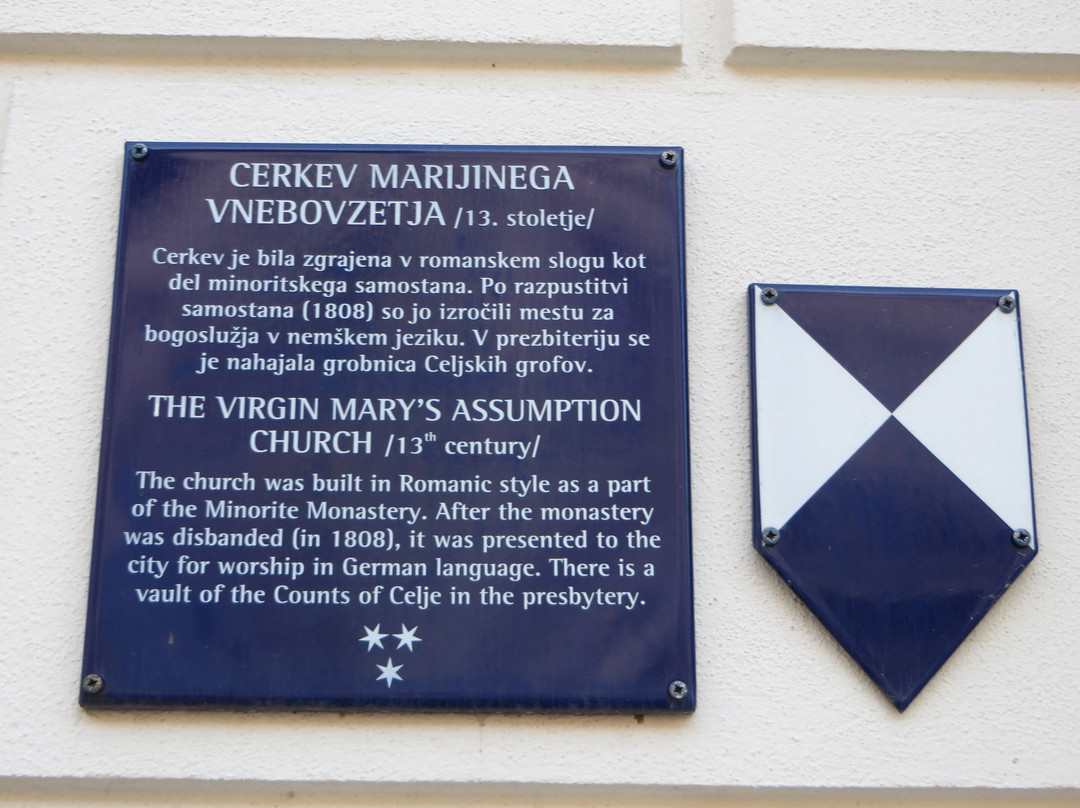 CERKEV MARIJINEGA
VNEBOVZETJA /13. stoletje/
Cerkev je bila zgrajena v romanskem slogu kot
del minoritskega samostana. Po razpustitvi
samostana (1808) so jo izročili mestu za
bogoslužja v nemškem jeziku. V prezbiteriju se
je nahajala grobnica Celjskih grofov.
THE VIRGIN MARY'S ASSUMPTION
CHURCH /13th century/
The church was built in Romanic style as a part
of the Minorite Monastery. After the monastery
was disbanded (in 1808), it was presented to the
city for worship in German language. There is a
vault of the Counts of Celje in the presbytery.